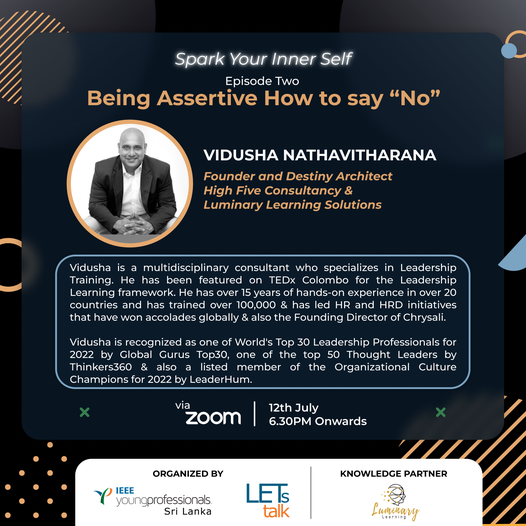 Spark Your Inner Self
Episode Two
Being Assertive How to say “No”
VIDUSHA NATHAVITHARANA
Founder and Destiny Architect
High Five Consultancy &
Luminary Learning Solutions
Vidusha is a multidisciplinary consultant who specializes in Leadership
Training. He has been featured on TEDx Colombo for the Leadership
Learning framework. He has over 15 years of hands-on experience in over 20
countries and has trained over 100,000 & has led HR and HRD initiatives
that have won accolades globally & also the Founding Director of Chrysali.
Vidusha is recognized as one of World's Top 30 Leadership Professionals for
2022 by Global Gurus Top30, one of the top 50 Thought Leaders by
Thinkers360 & also a listed member of the Organizational Culture
Champions for 2022 by LeaderHum.
via
zoom
12th July
6.30PM Onwards
ORGANIZED BY
IEEE
youngprofessionals
Sri Lanka
LETs
talk
KNOWLEDGE PARTNER
Luminary
Learning